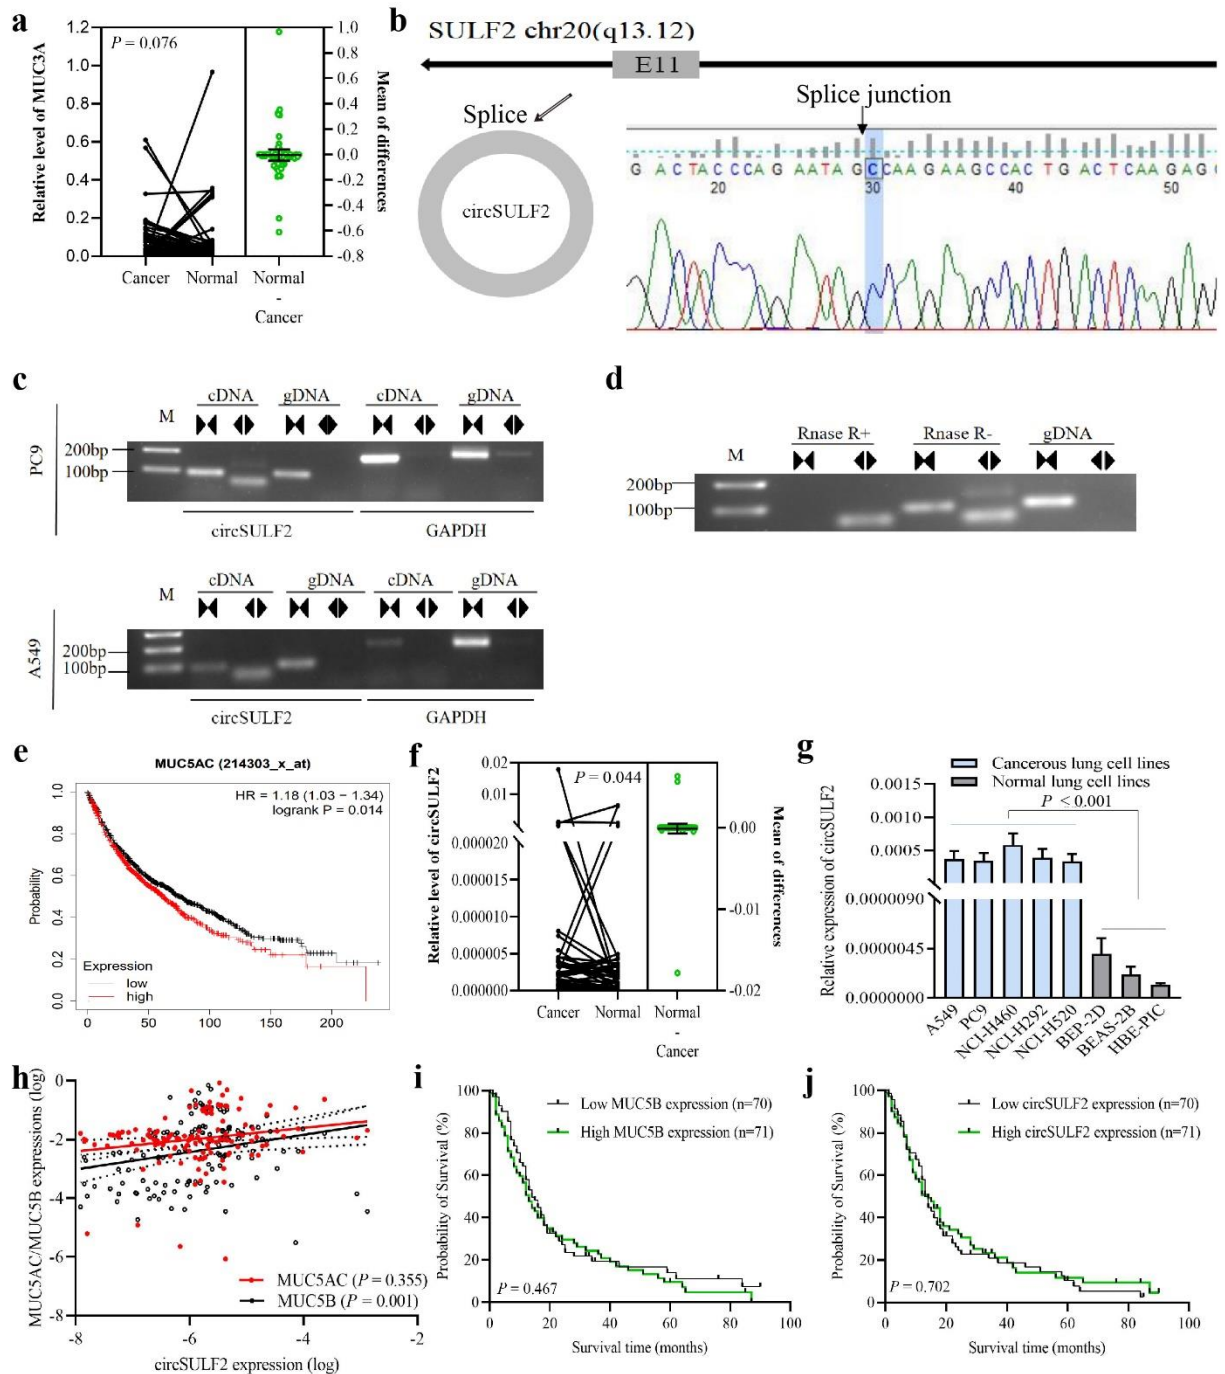 a
P = 0.076
Relative level of MUC3A
1.2
1.0
0.8
0.6
0.4
0.2
0.0
Cancer
Normal
1.0
0.8
0.6
0.4
0.2
0.0
-0.2
-0.4
-0.6
-0.8
Mean of differences
Normal
-
Cancer
b
SULF2 chr20(q13.12)
E11
Splice
circSULF2
Splice junction
G ACTACCCAG AATAG CCAAGAAGCCACTGACTCAAGAG
20 30 40 50
c
PC9
cDNA gDNA cDNA gDNA
M
200bp
100bp
circSULF2 GAPDH
A549
cDNA gDNA cDNA gDNA
M
200bp
100bp
circSULF2 GAPDH
d
Rnase R+ Rnase R- gDNA
M
200bp
100bp
e
MUC5AC (214303_x_at)
HR = 1.18 (1.03 − 1.34)
logrank P = 0.014
Probability
1.0
0.8
0.6
0.4
0.2
0.0
Expression
low
high
0 50 100 150 200
f
Relative level of circSULF2
P = 0.044
0.02
0.01
0.000020
0.000015
0.000010
0.000005
0.000000
Cancer
Normal
0.00
-0.01
-0.02
Mean of differences
Normal
-
Cancer
g
Cancerous lung cell lines
Normal lung cell lines
P < 0.001
Relative expression of circSULF2
0.0015
0.0010
0.0005
0.0000090
0.0000045
0.0000000
A549
PC9
NCI-H460
NCI-H292
NCI-H520
BEP-2D
BEAS-2B
HBE-PIC
h
MUC5AC/MUC5B expressions (log)
0
-2
-4
-6
-8
MUC5AC (P = 0.355)
MUC5B (P = 0.001)
-8 -6 -4 -2
circSULF2 expression (log)
i
Low MUC5B expression (n=70)
High MUC5B expression (n=71)
Probability of Survival (%)
100
80
60
40
20
0
P = 0.467
0 20 40 60 80 100
Survival time (months)
j
Low circSULF2 expression (n=70)
High circSULF2 expression (n=71)
Probability of Survival (%)
100
80
60
40
20
0
P = 0.702
0 20 40 60 80 100
Survival time (months)